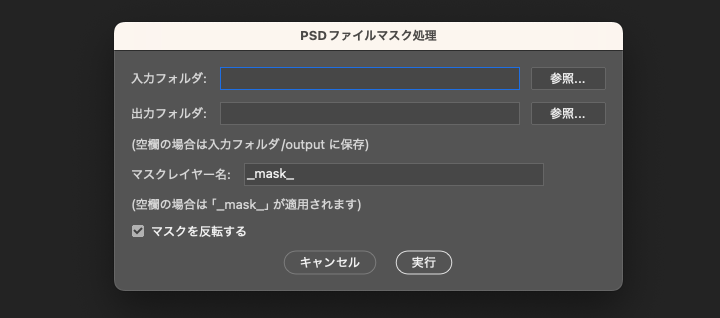 PSDファイルマスク処理
入力フォルダ: 参照...
出力フォルダ: 参照...
(空欄の場合は入力フォルダ/output に保存)
マスクレイヤー名: _mask_
(空欄の場合は「_mask_」が適用されます)
マスクを反転する
キャンセル 実行